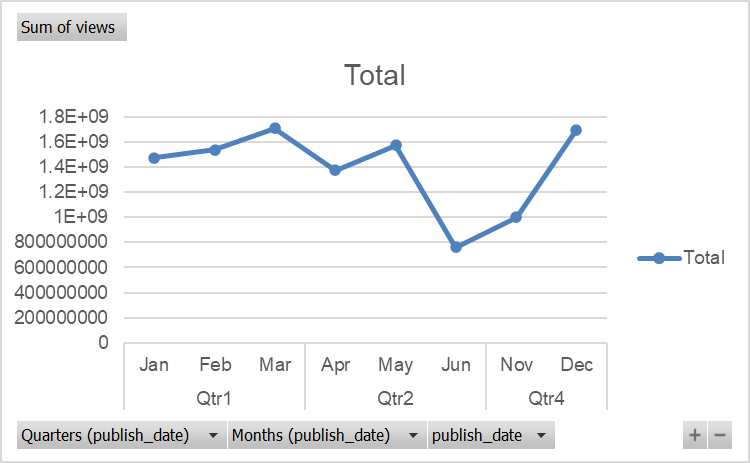 Sum of views
Total
1.8E+09
1.6E+09
1.4E+09
1.2E+09
1E+09
800000000
600000000
400000000
200000000
0
Total
Jan Feb Mar Apr May Jun Nov Dec
Qtr1 Qtr2 Qtr4
Quarters (publish_date) Months (publish_date) publish_date